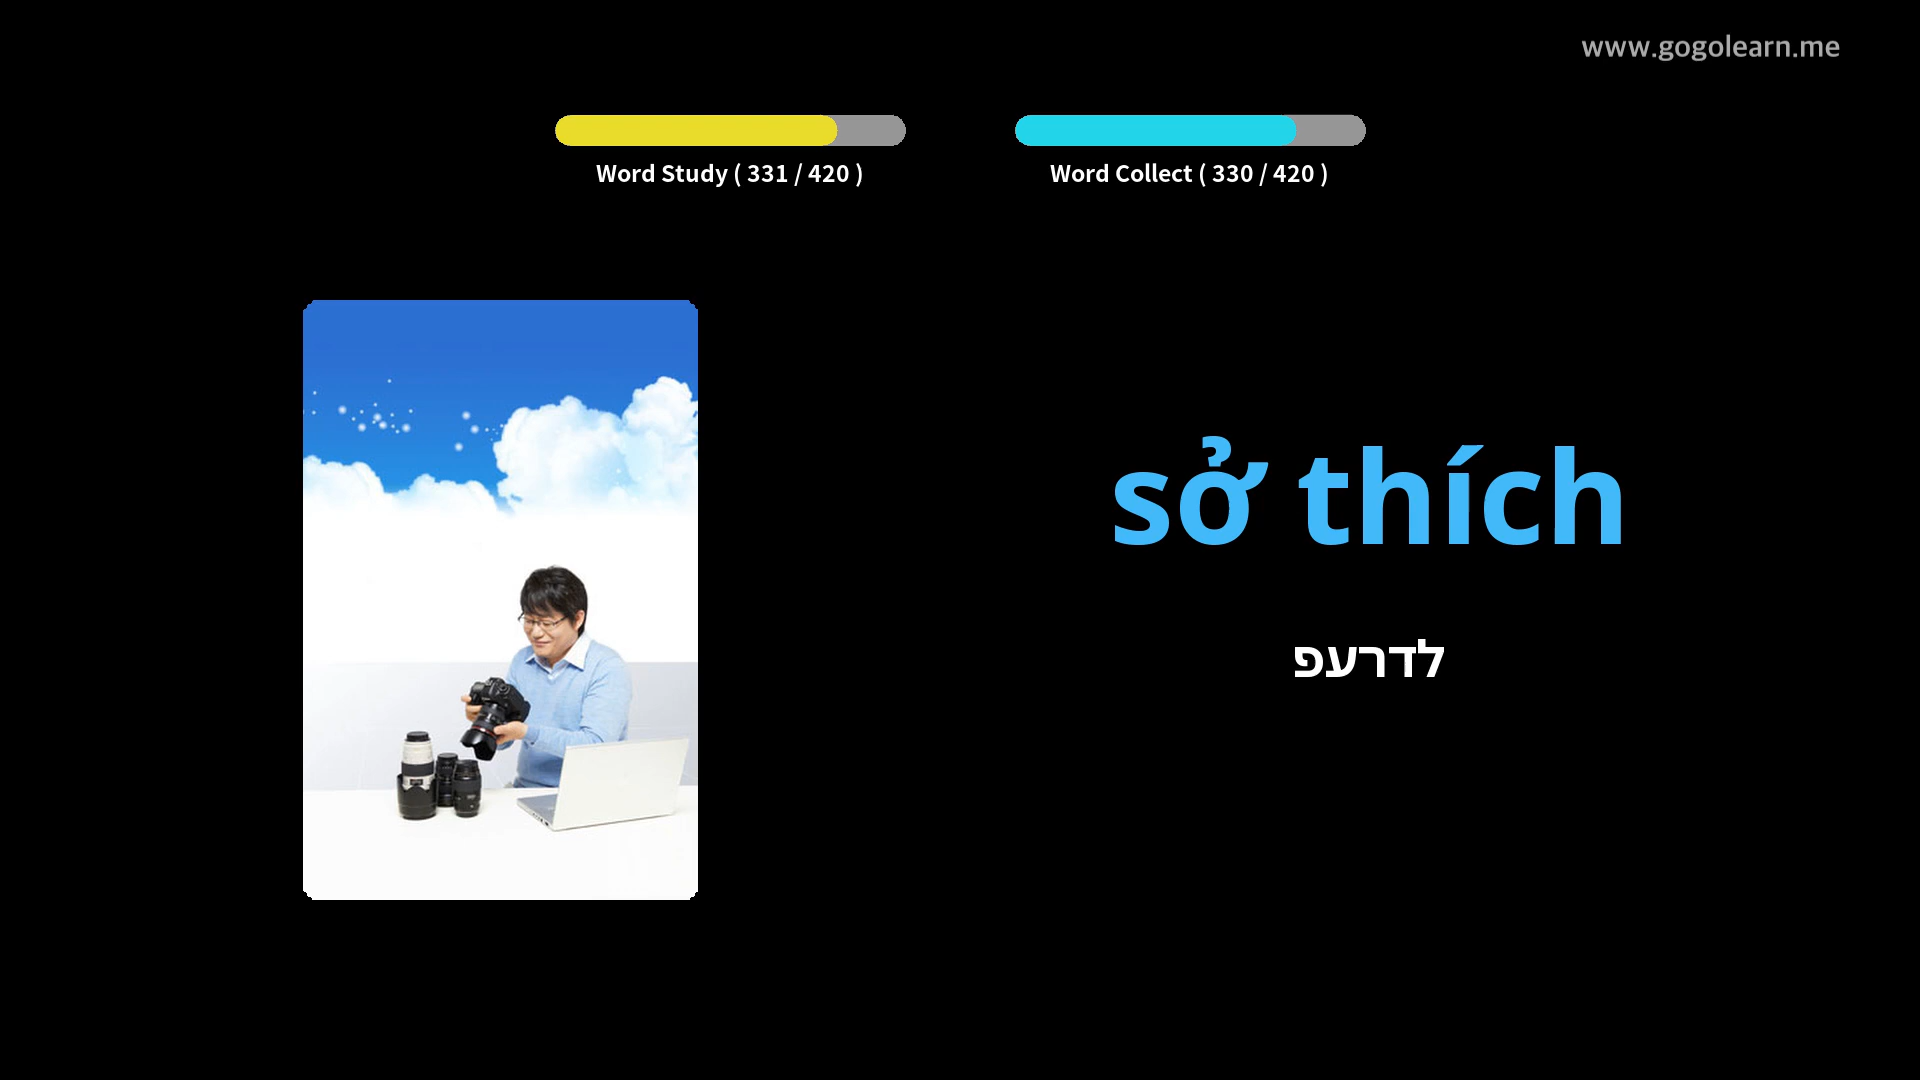 www.gogolearn.me
Word Study ( 331 / 420 )
Word Collect ( 330 / 420 )
sở thích
לדרעפ